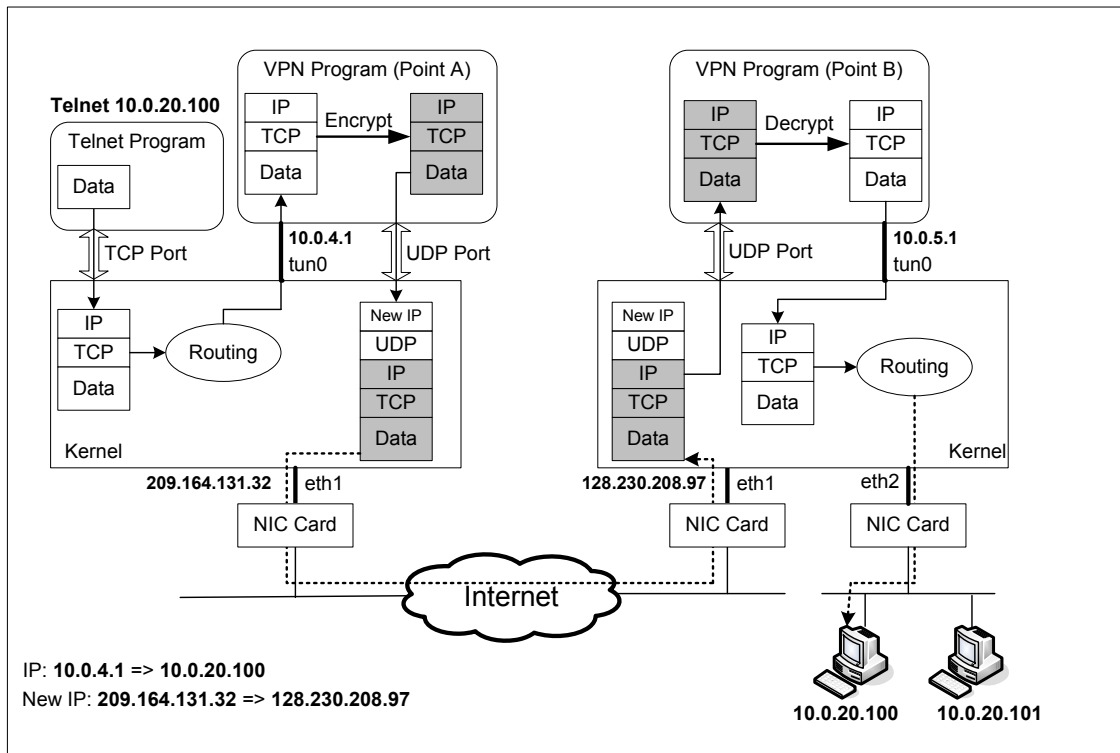 VPN Program (Point A)
IP
TCP
Data
Encrypt
IP
TCP
Data
Telnet 10.0.20.100
Telnet Program
Data
TCP Port
10.0.4.1
tun0
UDP Port
IP
TCP
Data
Routing
New IP
UDP
IP
TCP
Data
Kernel
209.164.131.32
eth1
NIC Card
VPN Program (Point B)
IP
TCP
Data
Decrypt
IP
TCP
Data
UDP Port
10.0.5.1
tun0
New IP
UDP
IP
TCP
Data
IP
TCP
Data
Routing
Kernel
128.230.208.97
eth1
eth2
NIC Card
NIC Card
Internet
10.0.20.100
10.0.20.101
IP: 10.0.4.1 => 10.0.20.100
New IP: 209.164.131.32 => 128.230.208.97